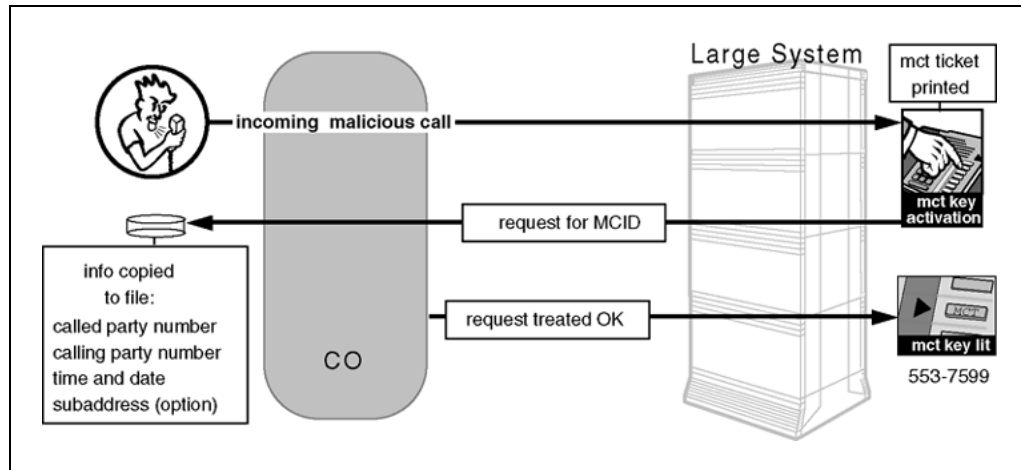 Large System
mct ticket
printed
incoming malicious call
mct key
activation
request for MCID
info copied
to file:
called party number
calling party number
time and date
subaddress (option)
CO
request treated OK
MCT
mct key lit
553-7599